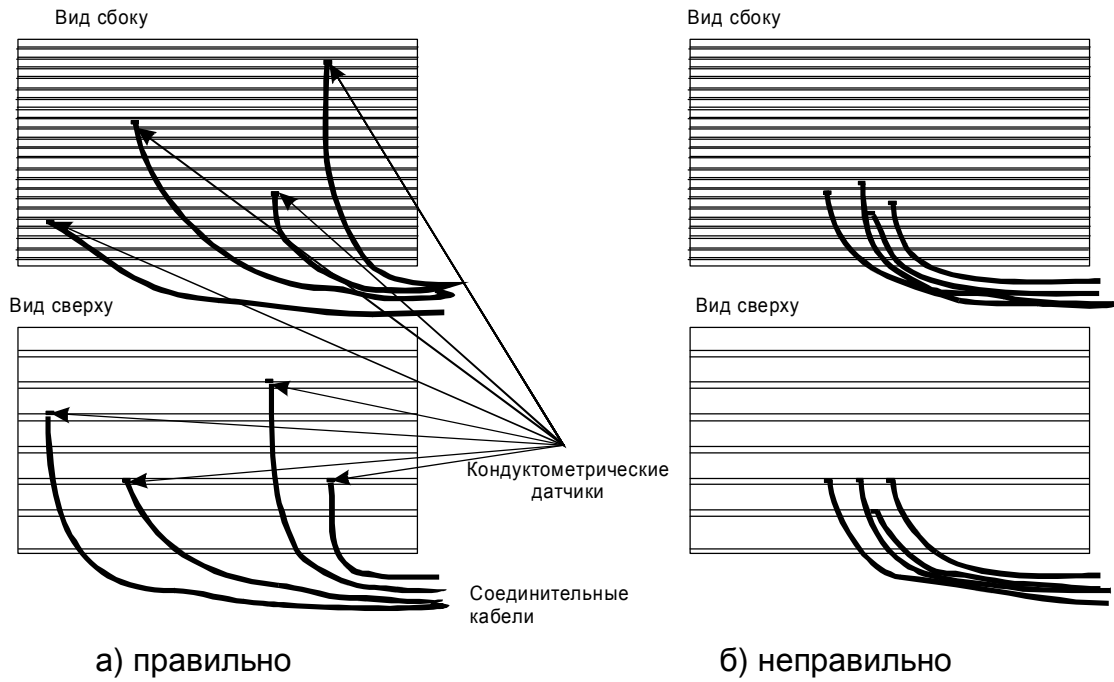 Вид сбоку
Вид сбоку
Вид сверху
Вид сверху
Кондуктометрические
датчики
Соединительные
кабели
а) правильно
б) неправильно